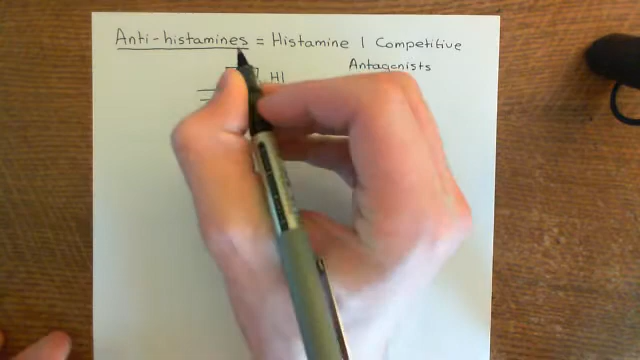 Anti-histamines = Histamine 1 Competitive
Antagonists
H1